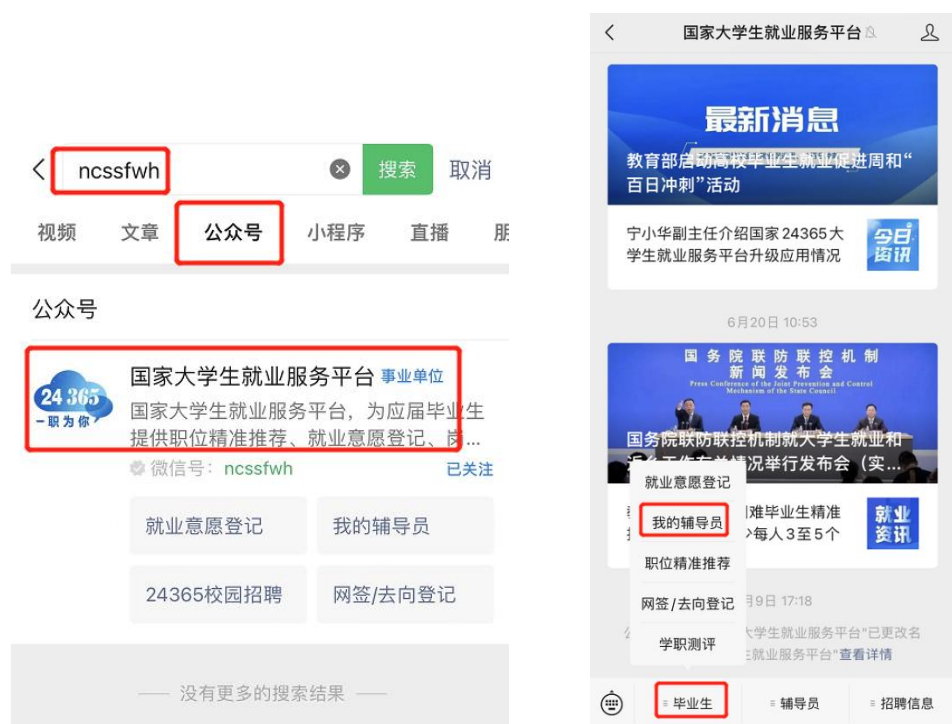 ncssfwh
搜索
取消
视频
文章
公众号
小程序
直播
公众号
24 365
一职为你
国家大学生就业服务平台 事业单位
国家大学生就业服务平台，为应届毕业生
提供职位精准推荐、就业意愿登记、岗...
微信号：ncssfwh
已关注
就业意愿登记
我的辅导员
24365校园招聘
网签/去向登记
没有更多的搜索结果
国家大学生就业服务平台
最新消息
教育部启动高校毕业生就业促进周和“
百日冲刺”活动
宁小华副主任介绍国家24365大
学生就业服务平台升级应用情况
今日
资讯
6月20日 10:53
国务院联防联控机制
新闻发布会
Press Conference of the Joint Prevention and Control
Mechanism of the State Council
国务院联防联控机制就大学生就业和
情况举行发布会（实...
就业意愿登记
我的辅导员
职位精准推荐
网签/去向登记
学职测评
难毕业生精准
每人3至5个
就业
资讯
月9日 17:18
大学生就业服务平台"已更改名
生就业服务平台"查看详情
毕业生
辅导员
招聘信息